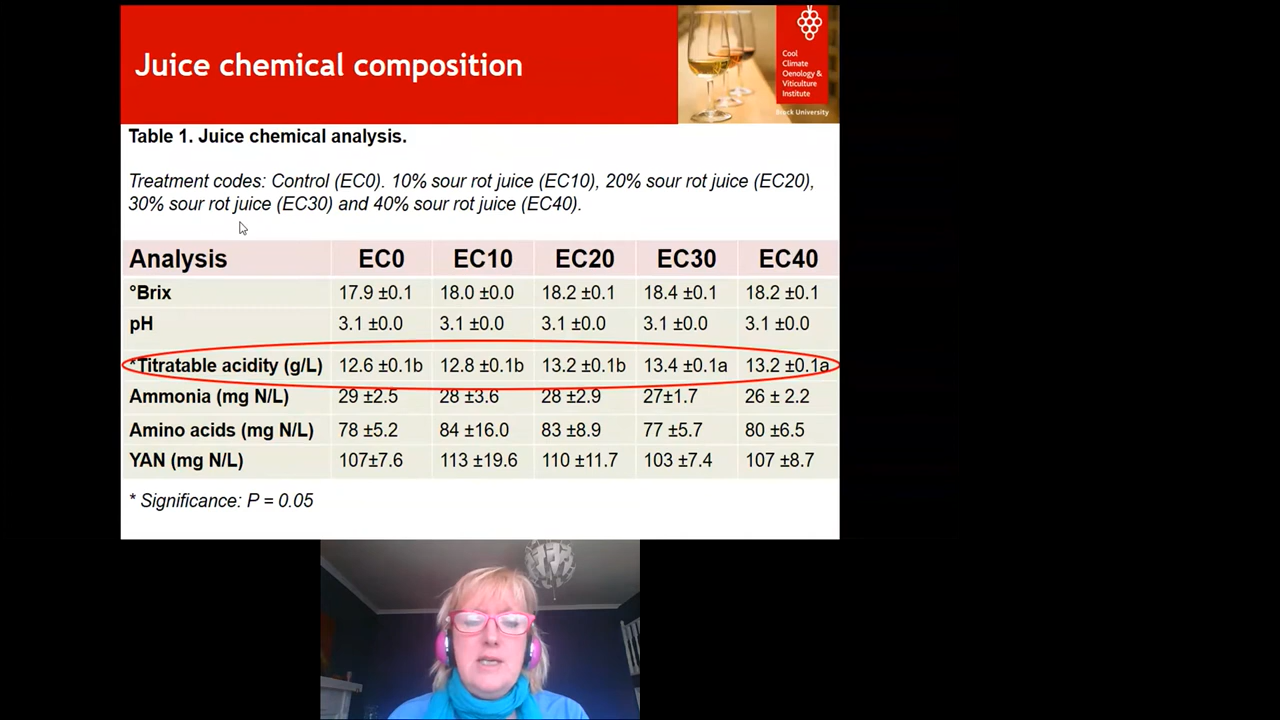 Juice chemical composition
Cool
Climate
Oenology &
Viticulture
Institute
Brock University
Table 1. Juice chemical analysis.
Treatment codes: Control (EC0). 10% sour rot juice (EC10), 20% sour rot juice (EC20),
30% sour rot juice (EC30) and 40% sour rot juice (EC40).
Analysis EC0 EC10 EC20 EC30 EC40
°Brix 17.9 ±0.1 18.0 ±0.0 18.2 ±0.1 18.4 ±0.1 18.2 ±0.1
pH 3.1 ±0.0 3.1 ±0.0 3.1 ±0.0 3.1 ±0.0 3.1 ±0.0
*Titratable acidity (g/L) 12.6 ±0.1b 12.8 ±0.1b 13.2 ±0.1b 13.4 ±0.1a 13.2 ±0.1a
Ammonia (mg N/L) 29 ±2.5 28 ±3.6 28 ±2.9 27±1.7 26 ± 2.2
Amino acids (mg N/L) 78 ±5.2 84 ±16.0 83 ±8.9 77 ±5.7 80 ±6.5
YAN (mg N/L) 107±7.6 113 ±19.6 110 ±11.7 103 ±7.4 107 ±8.7
* Significance: P = 0.05